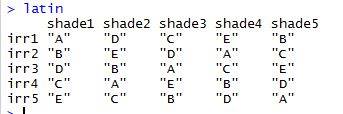 > latin
shade1 shade2 shade3 shade4 shade5
irr1 "A" "D" "C" "E" "B"
irr2 "B" "E" "D" "A" "C"
irr3 "D" "B" "A" "C" "E"
irr4 "C" "A" "E" "B" "D"
irr5 "E" "C" "B" "D" "A"
>